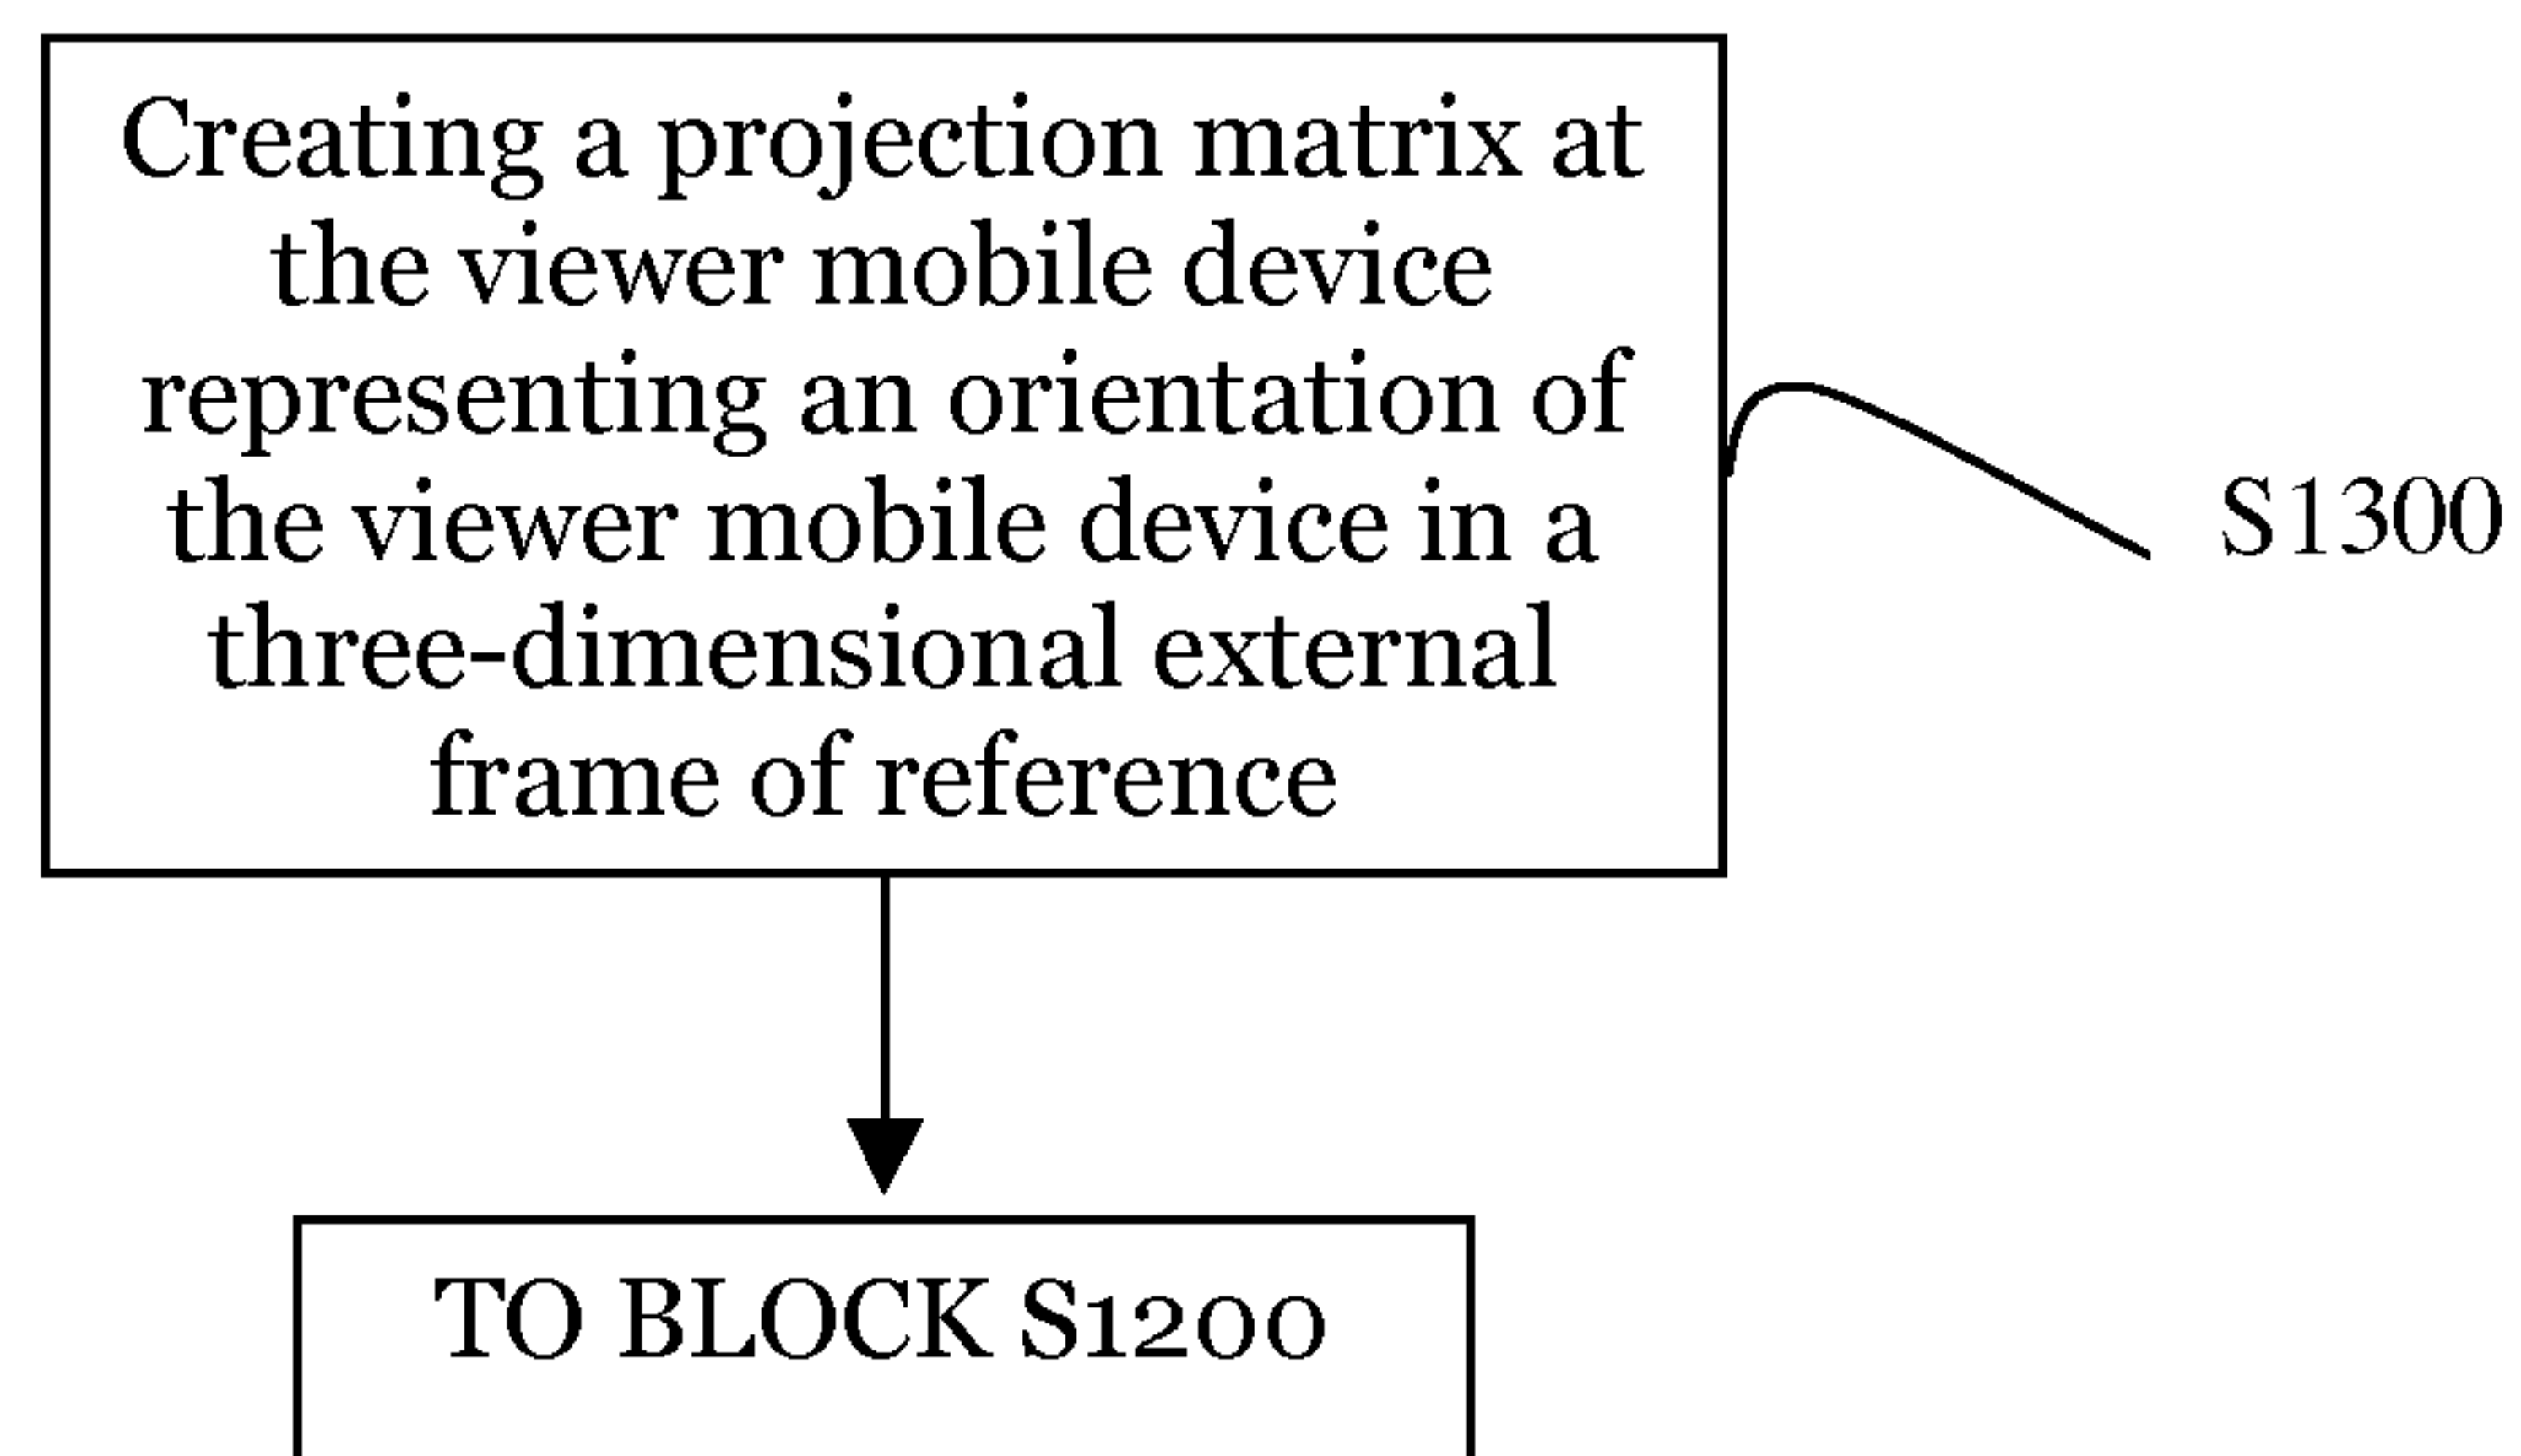 Creating a projection matrix at
the viewer mobile device
representing an orientation of
the viewer mobile device in a
three-dimensional external
frame of reference
S1300
TO BLOCK S1200